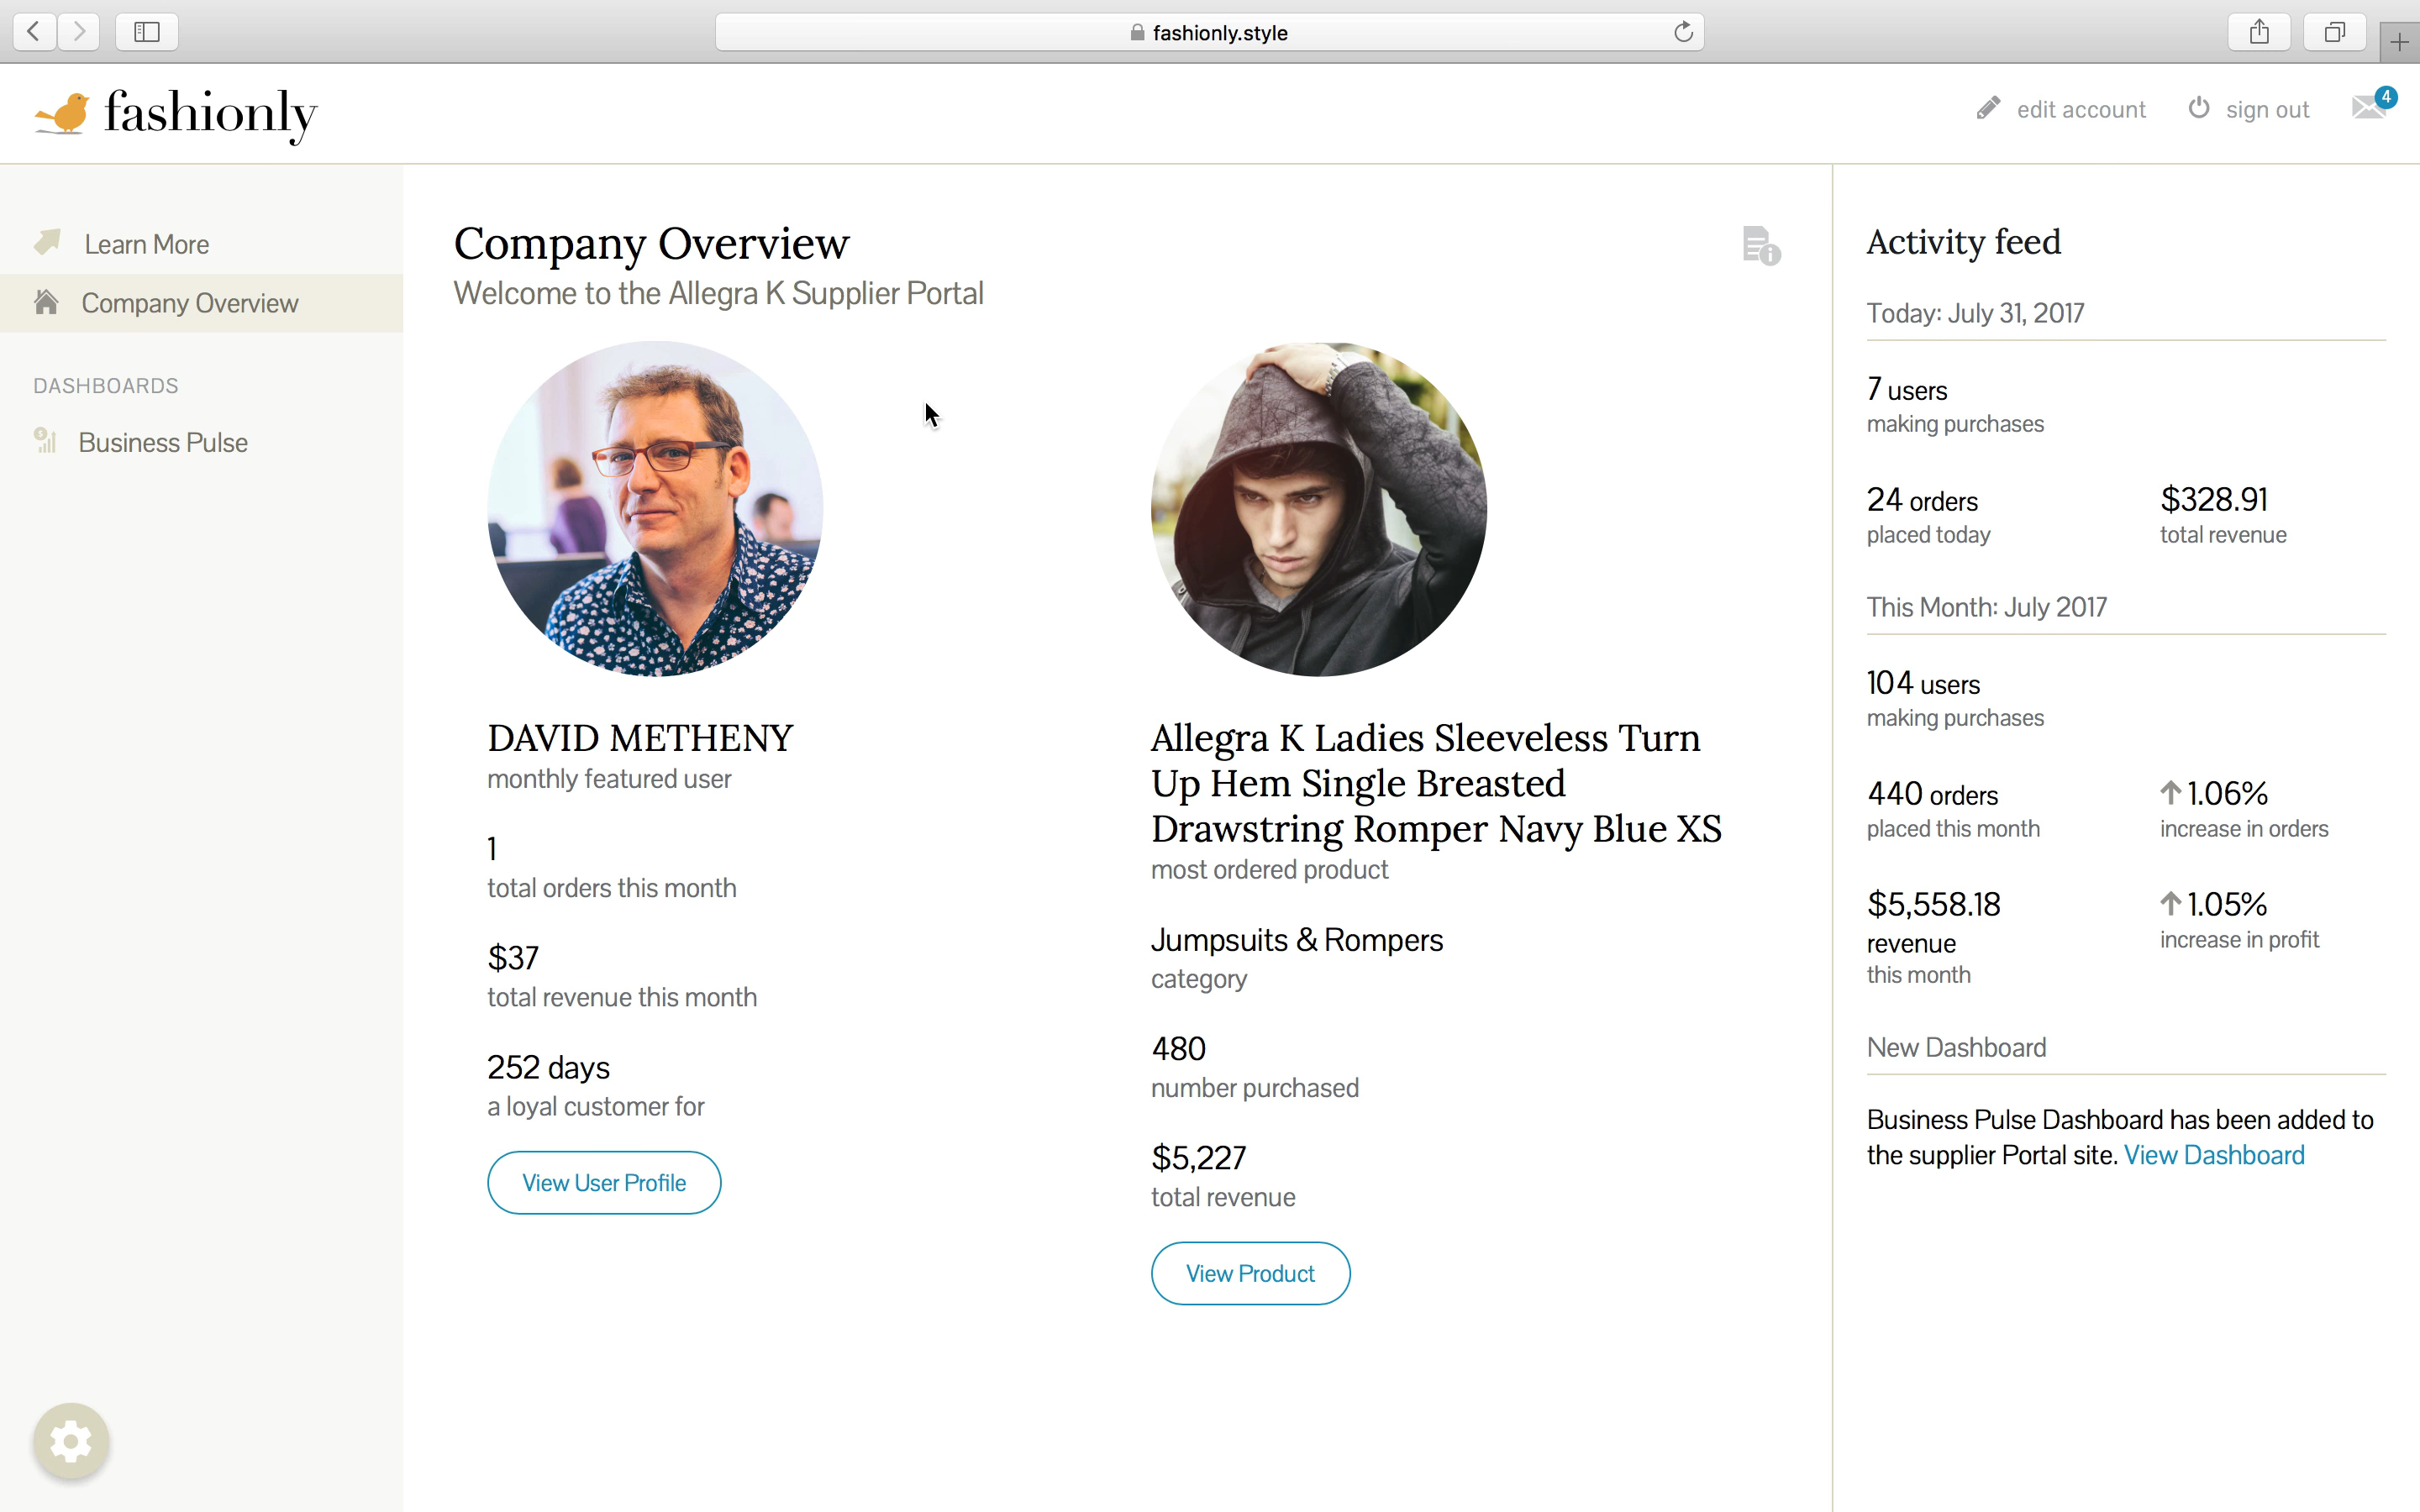 fashionly.style
fashionly
edit account
sign out
4
Learn More
Company Overview
DASHBOARDS
Business Pulse
Company Overview
Welcome to the Allegra K Supplier Portal
DAVID METHENY
monthly featured user
1
total orders this month
$37
total revenue this month
252 days
a loyal customer for
View User Profile
Allegra K Ladies Sleeveless Turn
Up Hem Single Breasted
Drawstring Romper Navy Blue XS
most ordered product
Jumpsuits & Rompers
category
480
number purchased
$5,227
total revenue
View Product
Activity feed
Today: July 31, 2017
7 users
making purchases
24 orders
placed today
$328.91
total revenue
This Month: July 2017
104 users
making purchases
440 orders
placed this month
1.06%
increase in orders
$5,558.18
revenue
this month
1.05%
increase in profit
New Dashboard
Business Pulse Dashboard has been added to
the supplier Portal site. View Dashboard